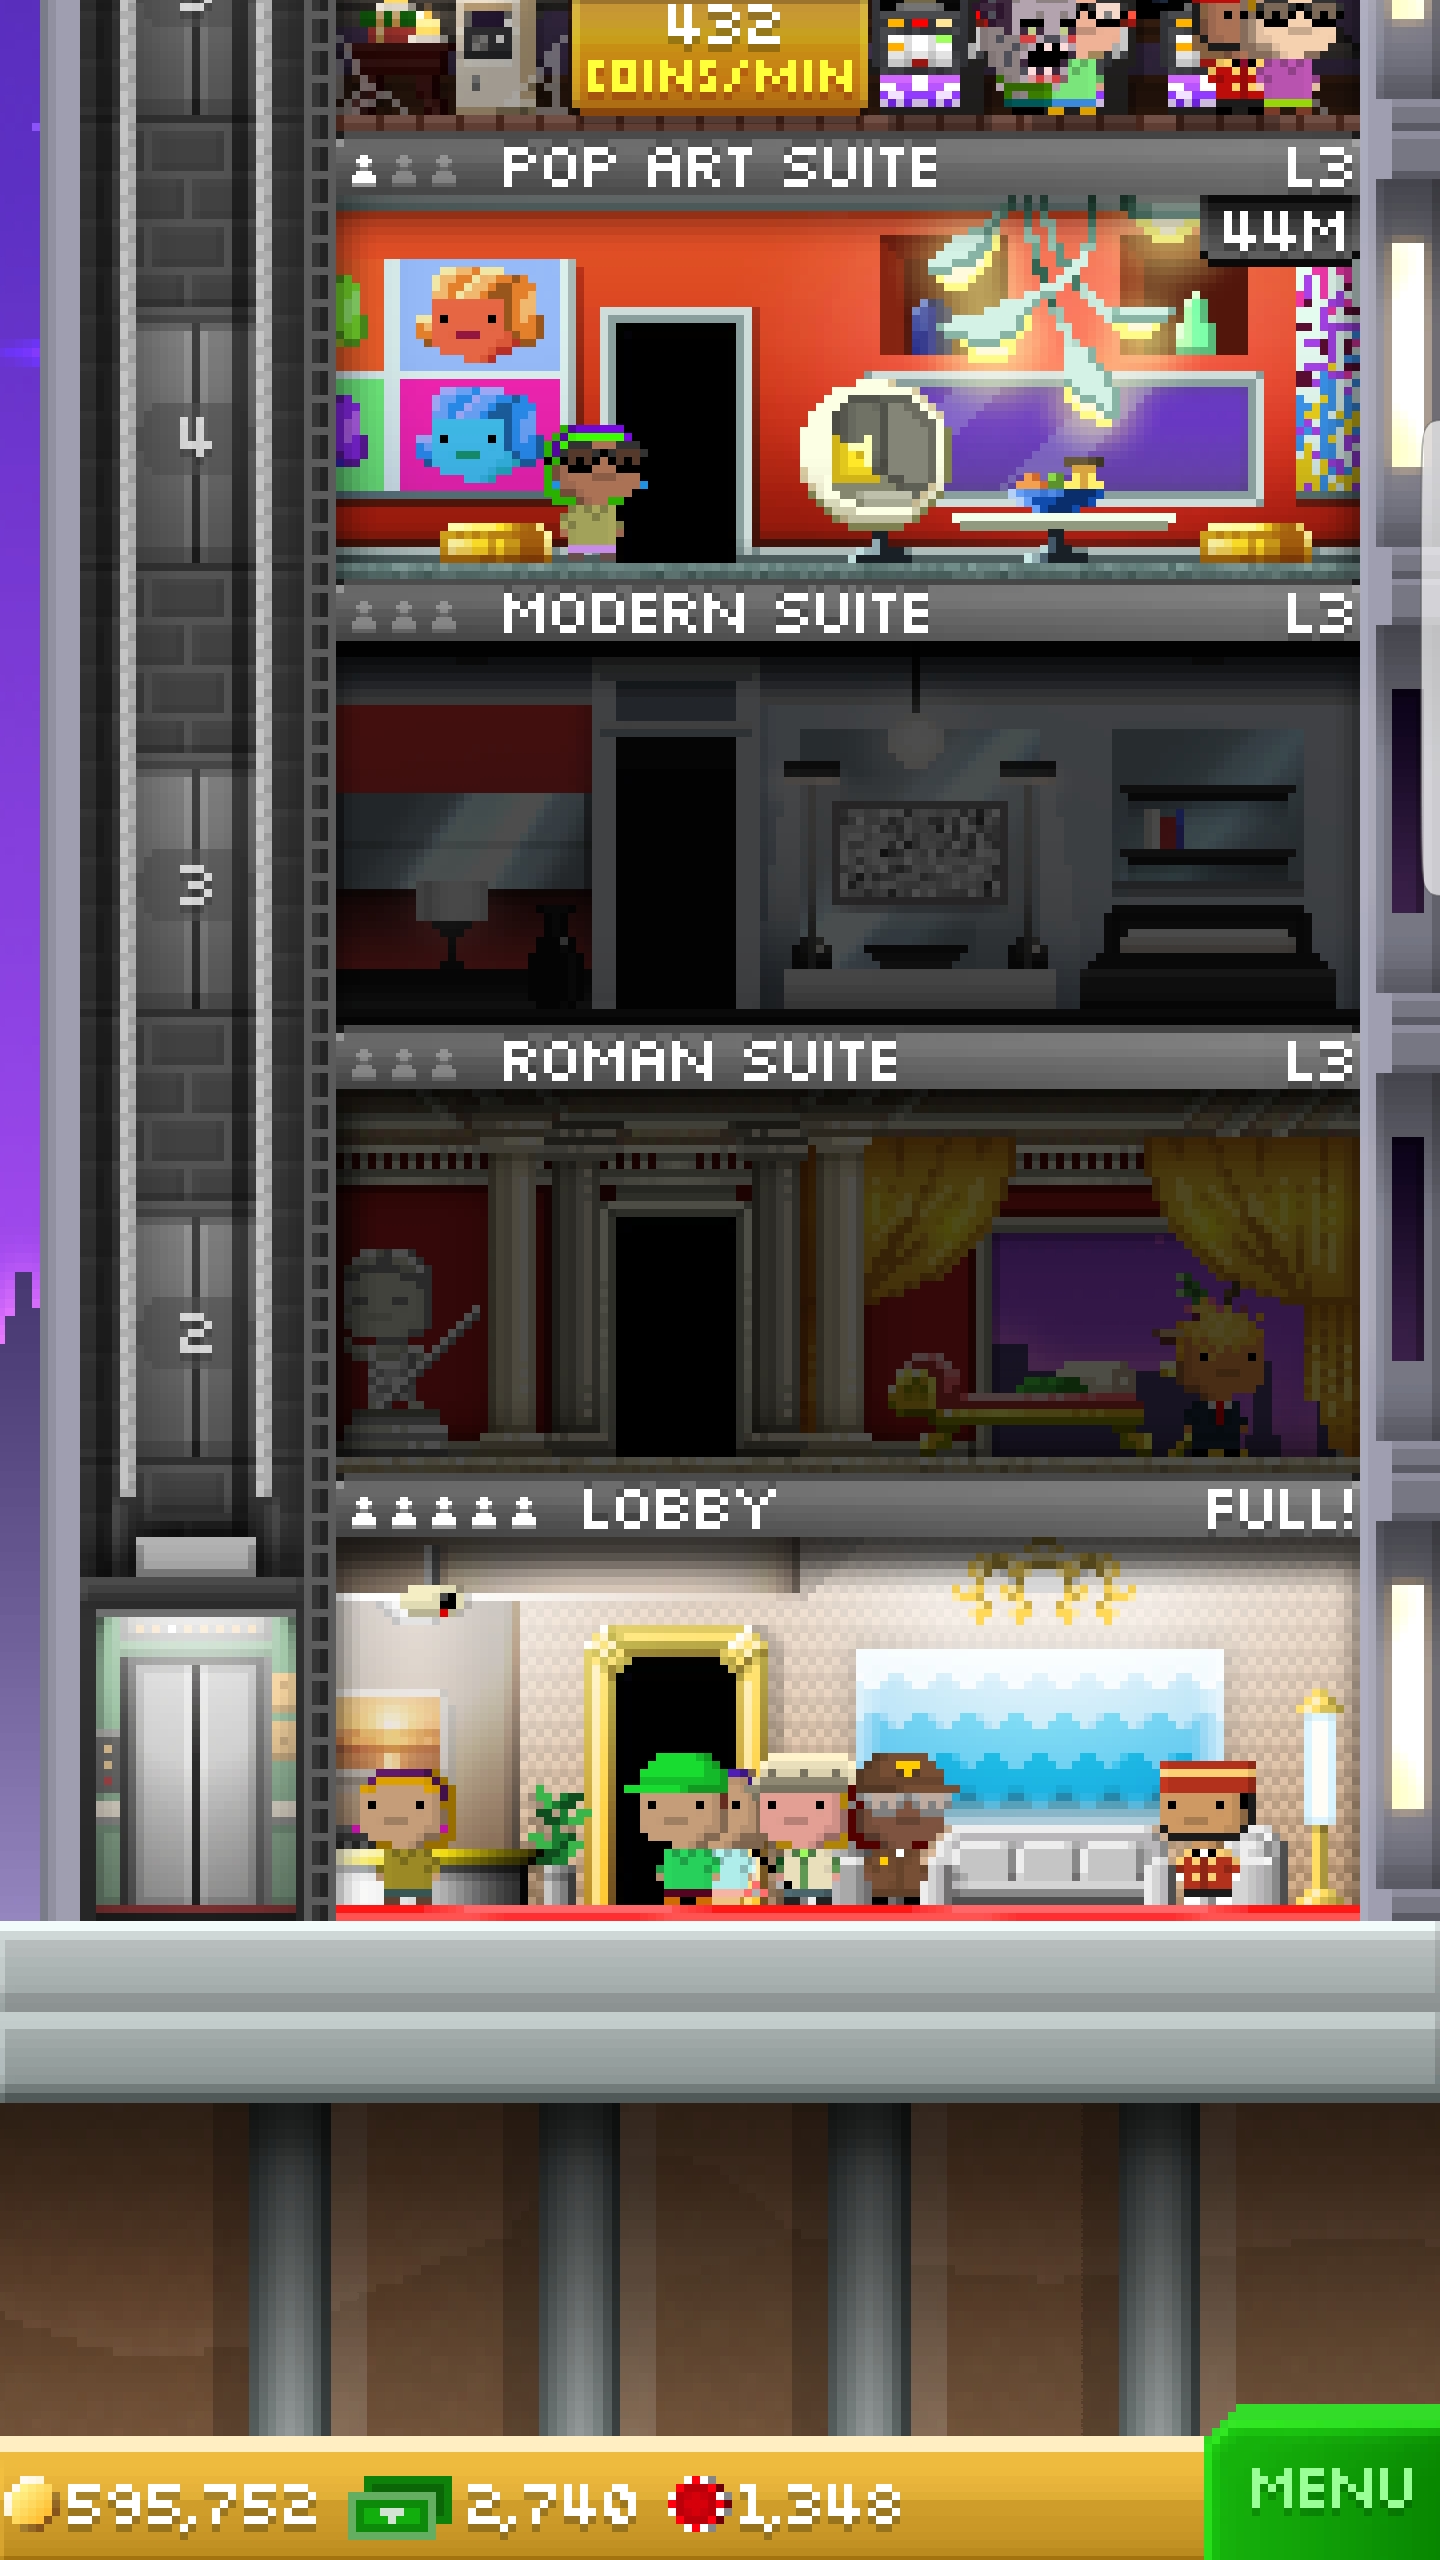 432
COINS/MIN
POP ART SUITE L3
44M
4
MODERN SUITE L3
3
ROMAN SUITE L3
2
LOBBY FULL!
595,752 2,740 1,348
MENU